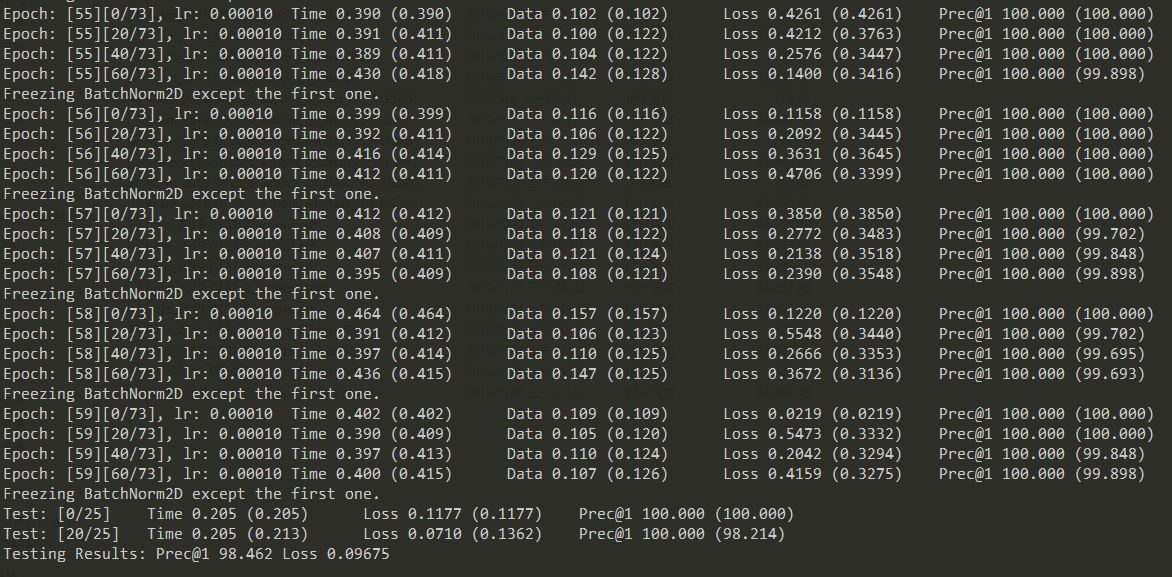 Epoch: [55][0/73], lr: 0.00010 Time 0.390 (0.390) Data 0.102 (0.102) Loss 0.4261 (0.4261) Prec@1 100.000 (100.000)
Epoch: [55][20/73], lr: 0.00010 Time 0.391 (0.411) Data 0.100 (0.122) Loss 0.4212 (0.3763) Prec@1 100.000 (100.000)
Epoch: [55][40/73], lr: 0.00010 Time 0.389 (0.411) Data 0.104 (0.122) Loss 0.2576 (0.3447) Prec@1 100.000 (100.000)
Epoch: [55][60/73], lr: 0.00010 Time 0.430 (0.418) Data 0.142 (0.128) Loss 0.1400 (0.3416) Prec@1 100.000 (99.898)
Freezing BatchNorm2D except the first one.
Epoch: [56][0/73], lr: 0.00010 Time 0.399 (0.399) Data 0.116 (0.116) Loss 0.1158 (0.1158) Prec@1 100.000 (100.000)
Epoch: [56][20/73], lr: 0.00010 Time 0.392 (0.411) Data 0.106 (0.122) Loss 0.2092 (0.3445) Prec@1 100.000 (100.000)
Epoch: [56][40/73], lr: 0.00010 Time 0.416 (0.414) Data 0.129 (0.125) Loss 0.3631 (0.3645) Prec@1 100.000 (100.000)
Epoch: [56][60/73], lr: 0.00010 Time 0.412 (0.411) Data 0.120 (0.122) Loss 0.4706 (0.3399) Prec@1 100.000 (100.000)
Freezing BatchNorm2D except the first one.
Epoch: [57][0/73], lr: 0.00010 Time 0.412 (0.412) Data 0.121 (0.121) Loss 0.3850 (0.3850) Prec@1 100.000 (100.000)
Epoch: [57][20/73], lr: 0.00010 Time 0.408 (0.409) Data 0.118 (0.122) Loss 0.2772 (0.3483) Prec@1 100.000 (99.702)
Epoch: [57][40/73], lr: 0.00010 Time 0.407 (0.411) Data 0.121 (0.124) Loss 0.2138 (0.3518) Prec@1 100.000 (99.848)
Epoch: [57][60/73], lr: 0.00010 Time 0.395 (0.409) Data 0.108 (0.121) Loss 0.2390 (0.3548) Prec@1 100.000 (99.898)
Freezing BatchNorm2D except the first one.
Epoch: [58][0/73], lr: 0.00010 Time 0.464 (0.464) Data 0.157 (0.157) Loss 0.1220 (0.1220) Prec@1 100.000 (100.000)
Epoch: [58][20/73], lr: 0.00010 Time 0.391 (0.412) Data 0.106 (0.123) Loss 0.5548 (0.3440) Prec@1 100.000 (99.702)
Epoch: [58][40/73], lr: 0.00010 Time 0.397 (0.414) Data 0.110 (0.125) Loss 0.2666 (0.3353) Prec@1 100.000 (99.695)
Epoch: [58][60/73], lr: 0.00010 Time 0.436 (0.415) Data 0.147 (0.125) Loss 0.3672 (0.3136) Prec@1 100.000 (99.693)
Freezing BatchNorm2D except the first one.
Epoch: [59][0/73], lr: 0.00010 Time 0.402 (0.402) Data 0.109 (0.109) Loss 0.0219 (0.0219) Prec@1 100.000 (100.000)
Epoch: [59][20/73], lr: 0.00010 Time 0.390 (0.409) Data 0.105 (0.120) Loss 0.5473 (0.3332) Prec@1 100.000 (100.000)
Epoch: [59][40/73], lr: 0.00010 Time 0.397 (0.413) Data 0.110 (0.124) Loss 0.2042 (0.3294) Prec@1 100.000 (99.848)
Epoch: [59][60/73], lr: 0.00010 Time 0.400 (0.415) Data 0.107 (0.126) Loss 0.4159 (0.3275) Prec@1 100.000 (99.898)
Freezing BatchNorm2D except the first one.
Test: [0/25] Time 0.205 (0.205) Loss 0.1177 (0.1177) Prec@1 100.000 (100.000)
Test: [20/25] Time 0.205 (0.213) Loss 0.0710 (0.1362) Prec@1 100.000 (98.214)
Testing Results: Prec@1 98.462 Loss 0.09675